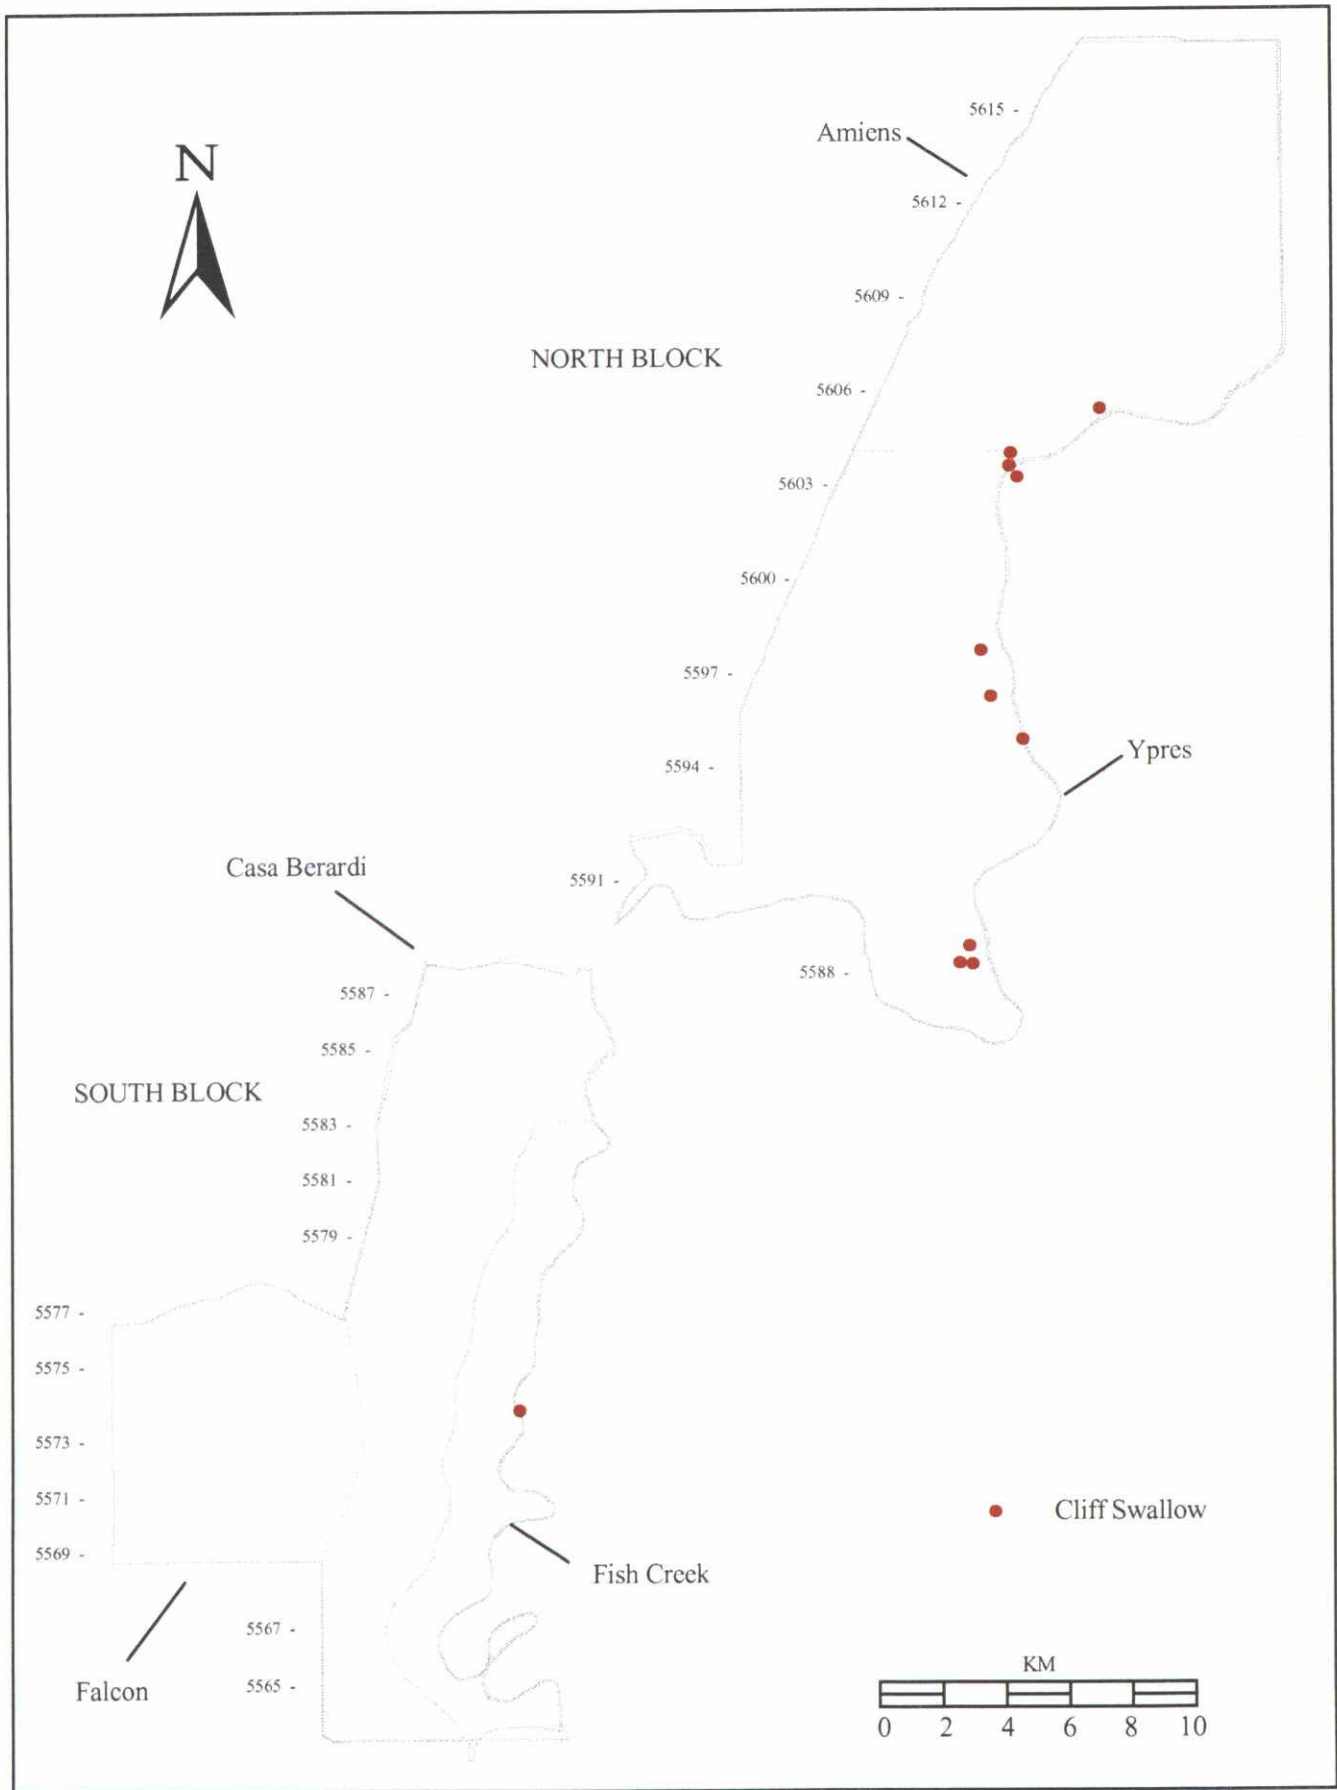 5615 -
Amiens
N
5612 -
5609 -
NORTH BLOCK
5606 -
5603 -
5600 -
5597 -
Ypres
5594 -
Casa Berardi
5591 -
5588 -
5587 -
5585 -
SOUTH BLOCK
5583 -
5581 -
5579 -
5577 -
5575 -
5573 -
5571 -
Cliff Swallow
5569 -
Fish Creek
5567 -
KM
Falcon
5565 -
0 2 4 6 8 10